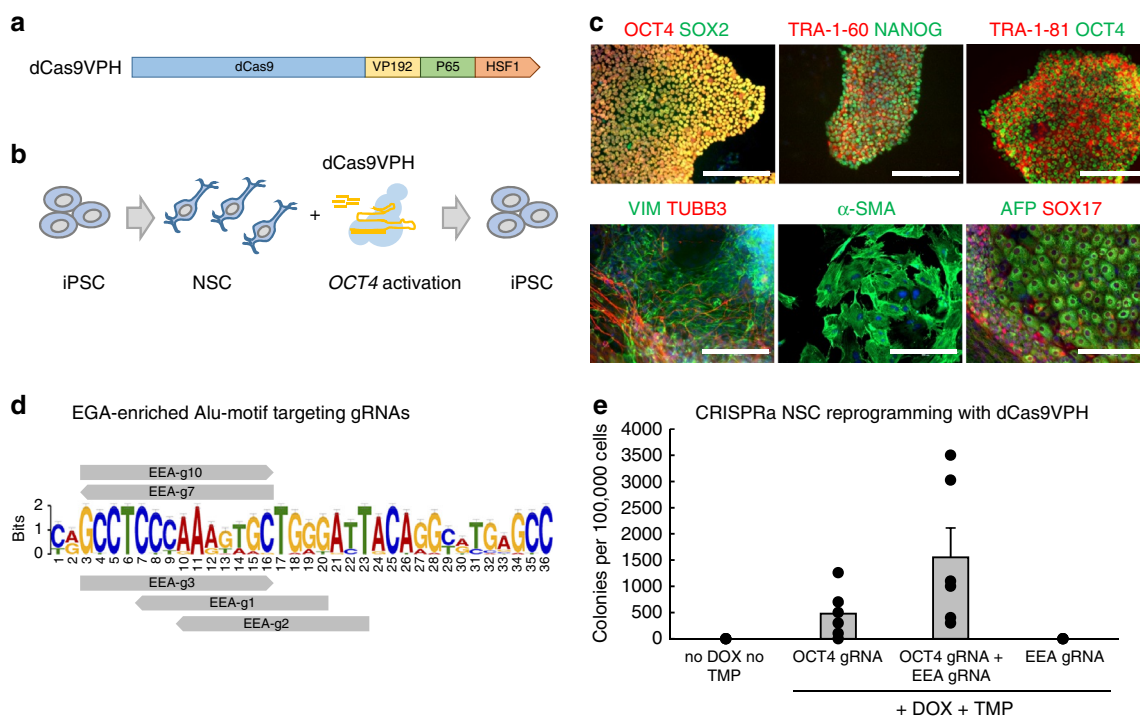 a
dCas9VPH
dCas9 VP192 P65 HSF1
b
dCas9VPH
+
iPSC NSC OCT4 activation iPSC
c
OCT4 SOX2 TRA-1-60 NANOG TRA-1-81 OCT4
VIM TUBB3 α-SMA AFP SOX17
d
EGA-enriched Alu-motif targeting gRNAs
EEA-g10
EEA-g7
2
1
0
Bits
CAGCCTCCCAAAGTGCTGGGATTACAGGCATGAGCC
1 2 3 4 5 6 7 8 9 10 11 12 13 14 15 16 17 18 19 20 21 22 23 24 25 26 27 28 29 30 31 32 33 34 35 36
EEA-g3
EEA-g1
EEA-g2
e
CRISPRa NSC reprogramming with dCas9VPH
Colonies per 100,000 cells
4000
3500
3000
2500
2000
1500
1000
500
0
no DOX no TMP
OCT4 gRNA
OCT4 gRNA +
EEA gRNA
EEA gRNA
+ DOX + TMP